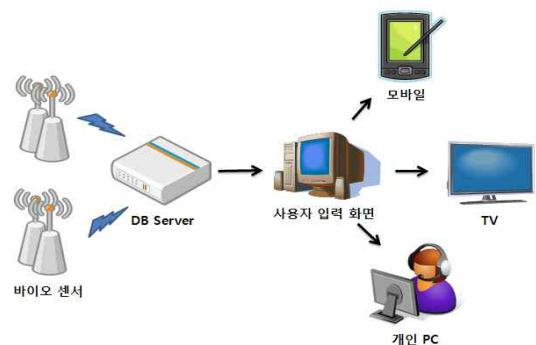 모바일
DB Server
사용자 입력 화면
TV
바이오 센서
개인 PC